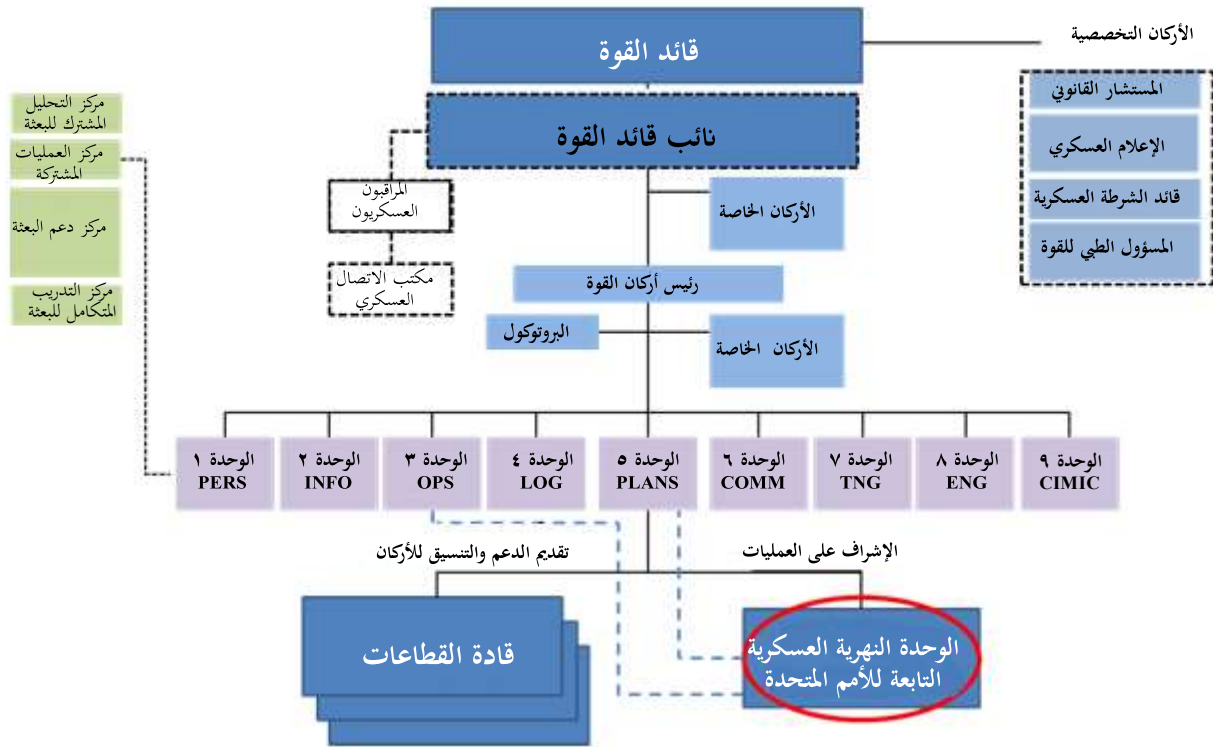 قائد القوة
الأركان التخصصية
نائب قائد القوة
المستشار القانوني
الإعلام العسكري
قائد الشرطة العسكرية
المسؤول الطبي للقوة
مركز التحليل
المشترك للبعثة
مركز العمليات
المشتركة
مركز دعم البعثة
مركز التدريب
المتكامل للبعثة
المراقبون
العسكريون
مكتب الاتصال
العسكري
الأركان الخاصة
رئيس أركان القوة
البروتوكول
الأركان الخاصة
الوحدة ١
PERS
الوحدة ٢
INFO
الوحدة ٣
OPS
الوحدة ٤
LOG
الوحدة ٥
PLANS
الوحدة ٦
COMM
الوحدة ٧
TNG
الوحدة ٨
ENG
الوحدة ٩
CIMIC
تقديم الدعم والتنسيق للأركان
الإشراف على العمليات
قادة القطاعات
الوحدة النهرية العسكرية
التابعة للأمم المتحدة